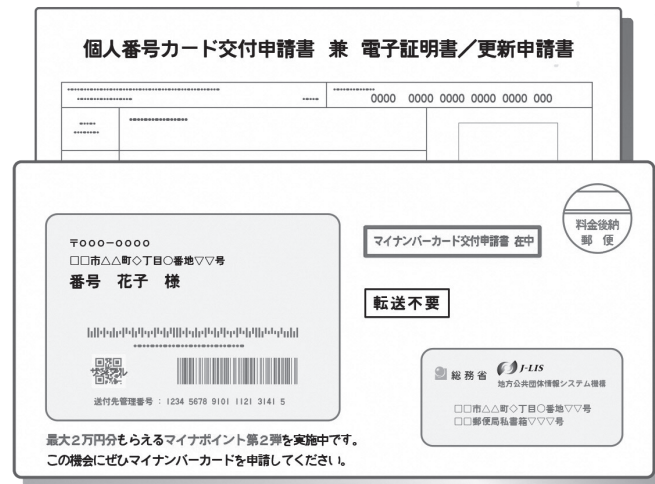 個人番号カード交付申請書 兼 電子証明書／更新申請書
0000 0000 0000 0000 0000 000
料金後納
郵 便
〒000-0000
□□市△△町◇丁目○番地▽▽号
番号 花子 様
マイナンバーカード交付申請書 在中
転送不要
総務省 J-LIS
地方公共団体情報システム機構
□□市△△町◇丁目○番地▽▽号
□□郵便局私書箱▽▽▽号
送付先管理番号 : 1234 5678 9101 1121 3141 5
最大2万円分もらえるマイナポイント第2弾を実施中です。
この機会にぜひマイナンバーカードを申請してください。